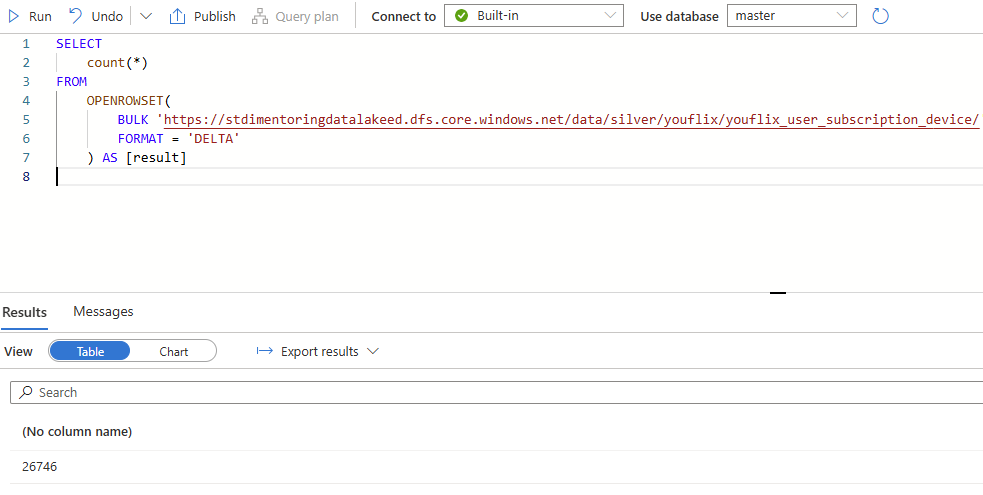 Run Undo Publish Query plan Connect to Built-in Use database master
1 SELECT
2 count(*)
3 FROM
4 OPENROWSET(
5 BULK 'https://stdimentoringdatalakeed.dfs.core.windows.net/data/silver/youflix/youflix_user_subscription_device/
6 FORMAT = 'DELTA'
7 ) AS [result]
8
Results Messages
View Table Chart Export results
Search
(No column name)
26746